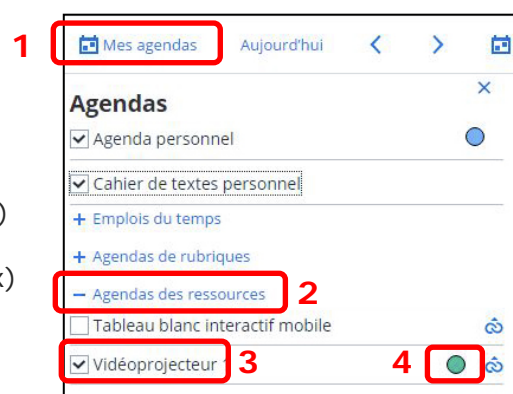 1 Mes agendas Aujourd'hui
Agendas
Agenda personnel
Cahier de textes personnel
)
+ Emplois du temps
+ Agendas de rubriques
x)
− Agendas des ressources 2
Tableau blanc interactif mobile
Vidéoprojecteur 3 4